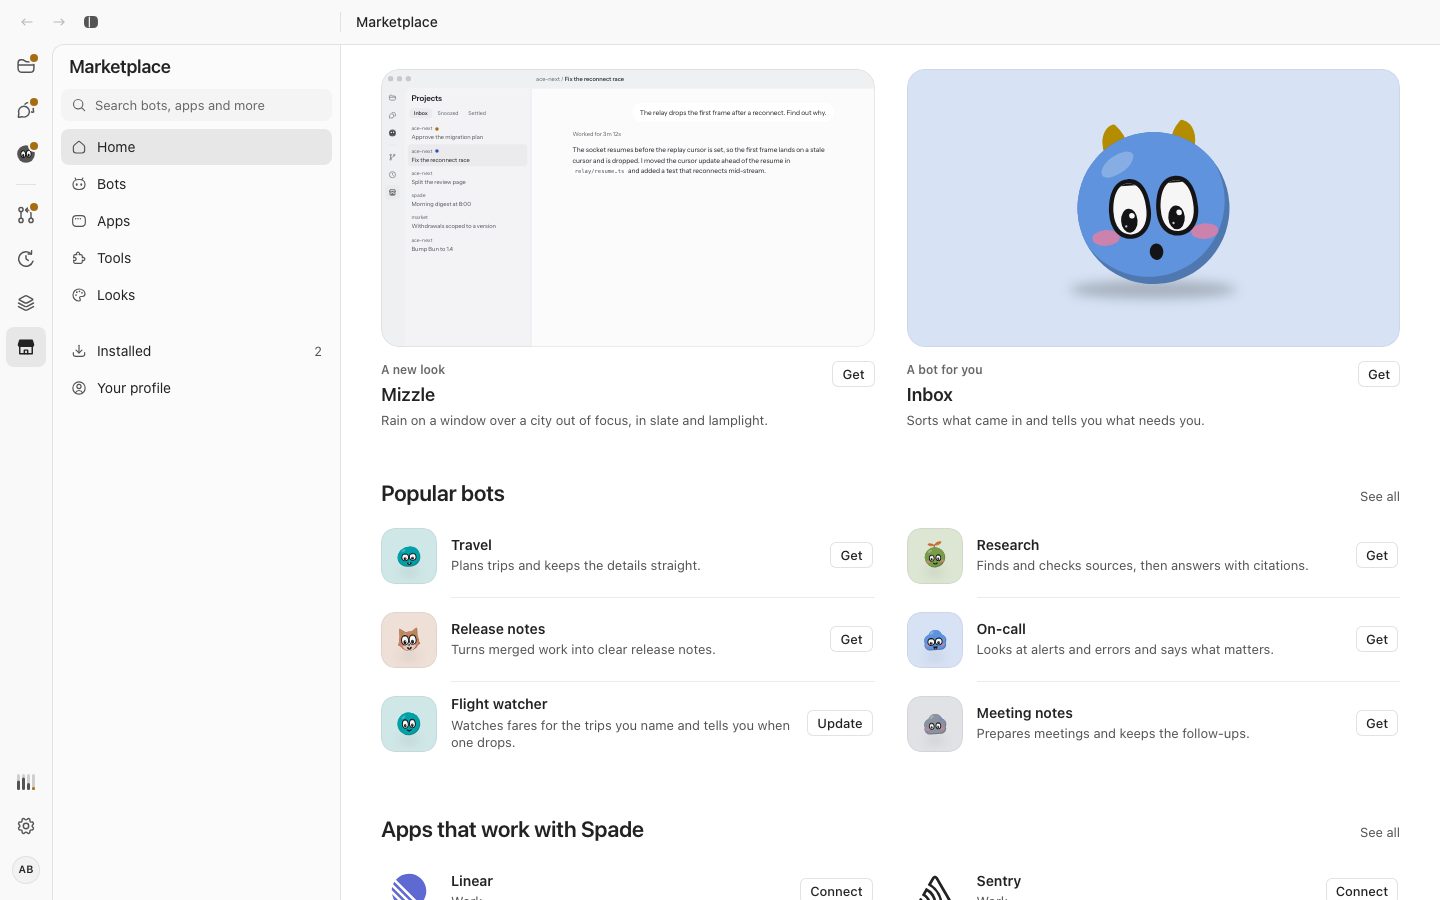 Marketplace
Marketplace
Search bots, apps and more
Home
Bots
Apps
Tools
Looks
Installed 2
Your profile
AB
ace-next / Fix the reconnect race
Projects
Inbox Snoozed Settled
ace-next
Approve the migration plan
ace-next
Fix the reconnect race
ace-next
Split the review page
spade
Morning digest at 8:00
market
Withdrawals scoped to a version
ace-next
Bump Bun to 1.4
The relay drops the first frame after a reconnect. Find out why.
Worked for 3m 12s
The socket resumes before the replay cursor is set, so the first frame lands on a stale
cursor and is dropped. I moved the cursor update ahead of the resume in
relay/resume.ts and added a test that reconnects mid-stream.
A new look
Mizzle
Rain on a window over a city out of focus, in slate and lamplight.
Get
A bot for you
Inbox
Sorts what came in and tells you what needs you.
Get
Popular bots
See all
Travel
Plans trips and keeps the details straight.
Get
Research
Finds and checks sources, then answers with citations.
Get
Release notes
Turns merged work into clear release notes.
Get
On-call
Looks at alerts and errors and says what matters.
Get
Flight watcher
Watches fares for the trips you name and tells you when
one drops.
Update
Meeting notes
Prepares meetings and keeps the follow-ups.
Get
Apps that work with Spade
See all
Linear
Work
Connect
Sentry
Work
Connect